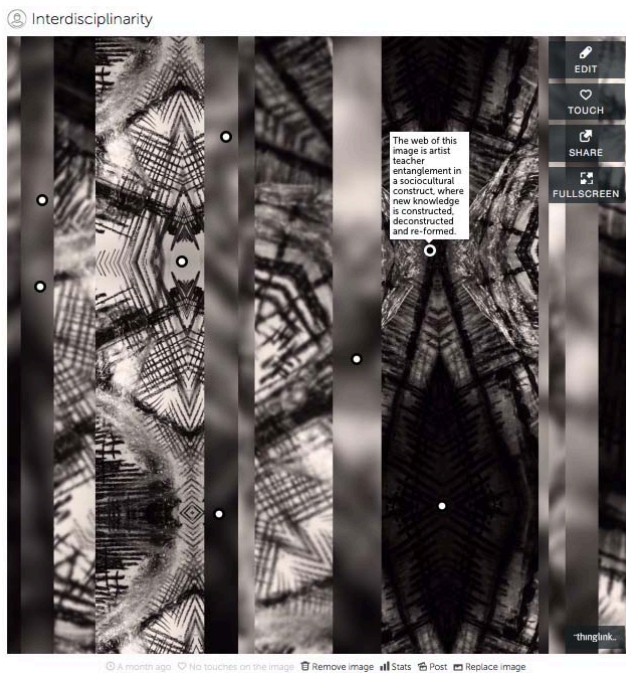 Interdisciplinarity
EDIT
TOUCH
SHARE
FULLSCREEN
The web of this
image is artist
teacher
entanglement in
a sociocultural
construct, where
new knowledge
is constructed,
deconstructed
and re-formed.
thinglink..
A month ago No touches on the image Remove image Stats Post Replace image